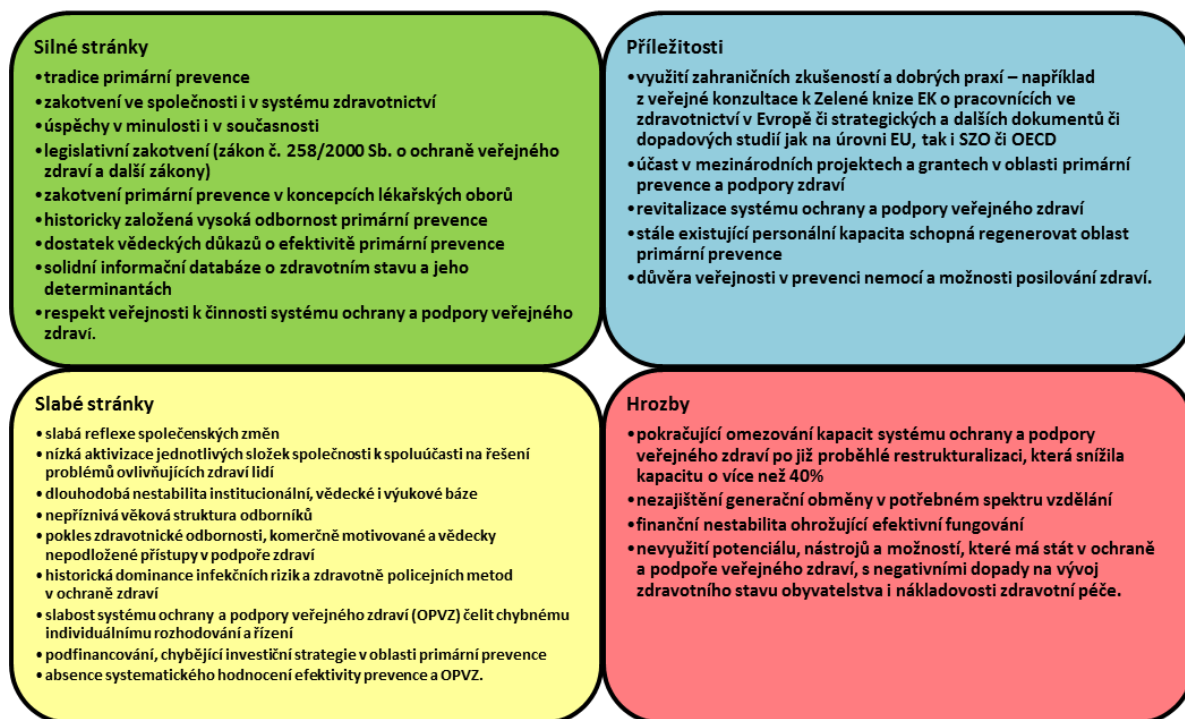 Silné stránky
•tradice primární prevence
•zakotvení ve společnosti i v systému zdravotnictví
•úspěchy v minulosti i v současnosti
•legislativní zakotvení (zákon č. 258/2000 Sb. o ochraně veřejného
zdraví a další zákony)
•zakotvení primární prevence v koncepcích lékařských oborů
•historicky založená vysoká odbornost primární prevence
•dostatek vědeckých důkazů o efektivitě primární prevence
•solidní informační databáze o zdravotním stavu a jeho
determinantách
•respekt veřejnosti k činnosti systému ochrany a podpory veřejného
zdraví.
Příležitosti
•využití zahraničních zkušeností a dobrých praxí – například
z veřejné konzultace k Zelené knize EK o pracovnících ve
zdravotnictví v Evropě či strategických a dalších dokumentů či
dopadových studií jak na úrovni EU, tak i SZO či OECD
•účast v mezinárodních projektech a grantech v oblasti primární
prevence a podpory zdraví
•revitalizace systému ochrany a podpory veřejného zdraví
•stále existující personální kapacita schopná regenerovat oblast
primární prevence
•důvěra veřejnosti v prevenci nemocí a možnosti posilování zdraví.
Slabé stránky
•slabá reflexe společenských změn
•nízká aktivizace jednotlivých složek společnosti k spoluúčasti na řešení
problémů ovlivňujících zdraví lidí
•dlouhodobá nestabilita institucionální, vědecké i výukové báze
•nepříznivá věková struktura odborníků
•pokles zdravotnické odbornosti, komerčně motivované a vědecky
nepodložené přístupy v podpoře zdraví
•historická dominance infekčních rizik a zdravotně policejních metod
v ochraně zdraví
•slabost systému ochrany a podpory veřejného zdraví (OPVZ) čelit chybnému
individuálnímu rozhodování a řízení
•podfinancování, chybějící investiční strategie v oblasti primární prevence
•absence systematického hodnocení efektivity prevence a OPVZ.
Hrozby
•pokračující omezování kapacit systému ochrany a podpory
veřejného zdraví po již proběhlé restrukturalizaci, která snížila
kapacitu o více než 40%
•nezajištění generační obměny v potřebném spektru vzdělání
•finanční nestabilita ohrožující efektivní fungování
•nevyužití potenciálu, nástrojů a možností, které má stát v ochraně
a podpoře veřejného zdraví, s negativními dopady na vývoj
zdravotního stavu obyvatelstva i nákladovosti zdravotní péče.